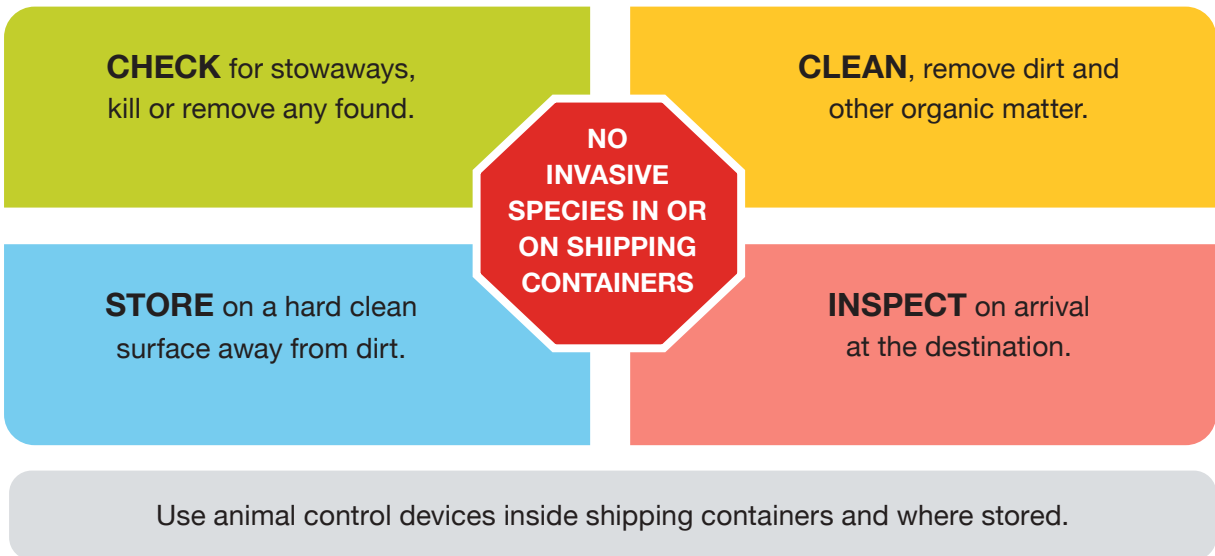 CHECK for stowaways,
kill or remove any found.
CLEAN, remove dirt and
other organic matter.
NO
INVASIVE
SPECIES IN OR
ON SHIPPING
CONTAINERS
STORE on a hard clean
surface away from dirt.
INSPECT on arrival
at the destination.
Use animal control devices inside shipping containers and where stored.